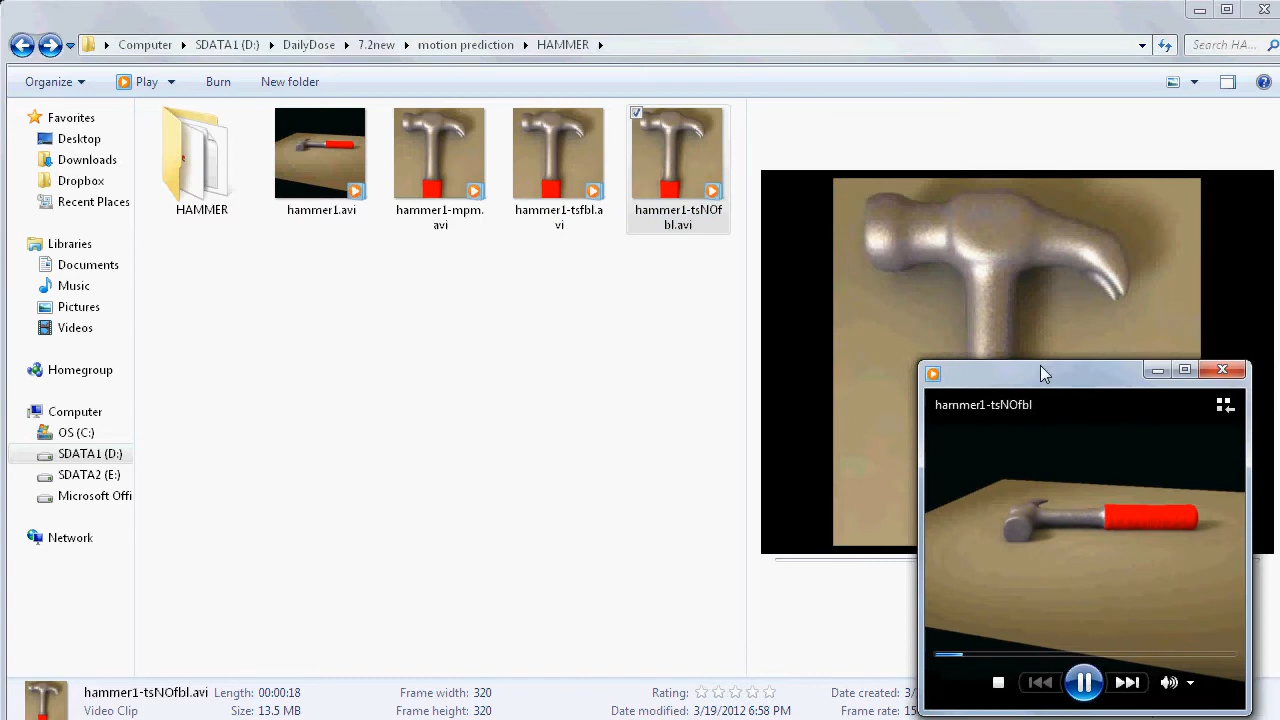 Computer SDATA1 (D:) DailyDose 7.2new motion prediction HAMMER
Search HA...
Organize Play Burn New folder
Favorites
Desktop
Downloads
Dropbox
Recent Places
Libraries
Documents
Music
Pictures
Videos
Homegroup
Computer
OS (C:)
SDATA1 (D:)
SDATA2 (E:)
Microsoft Offi
Network
HAMMER
hammer1.avi
hammer1-mpm.
avi
hammer1-tsfbl.a
vi
hammer1-tsNOf
bl.avi
hammer1-tsNOfbl
hammer1-tsNOfbl.avi Length: 00:00:18 Frame width: 320 Rating: Date created: 3/
Video Clip Size: 13.5 MB Frame height: 320 Date modified: 3/19/2012 6:58 PM Frame rate: 15